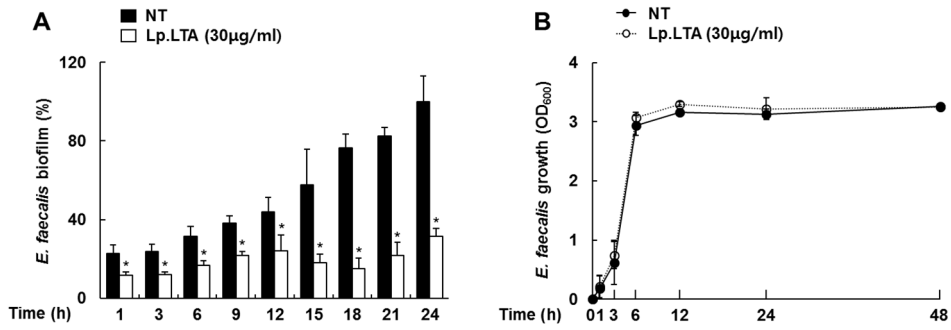 A
NT
Lp.LTA (30μg/ml)
E. faecalis biofilm (%)
120
80
40
0
* * * * * * * * *
Time (h) 1 3 6 9 12 15 18 21 24
B
NT
Lp.LTA (30μg/ml)
E. faecalis growth (OD600)
4
3
2
1
0
Time (h) 0 1 3 6 12 24 48